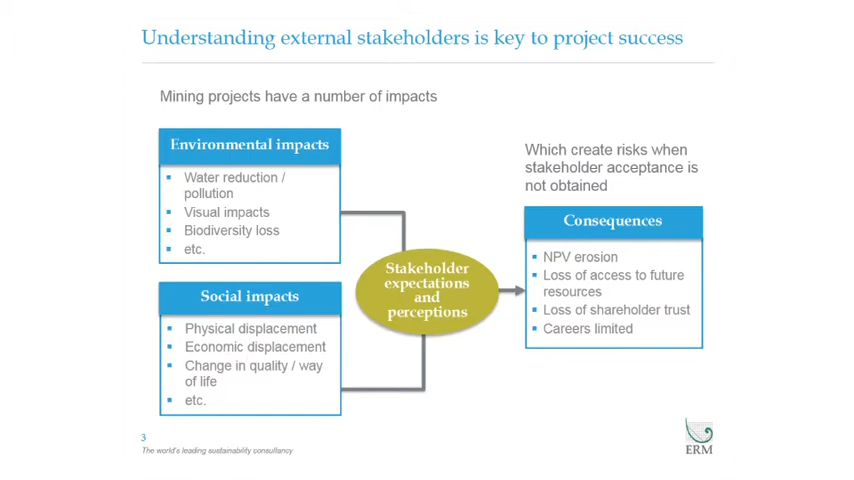 Understanding external stakeholders is key to project success
Mining projects have a number of impacts
Environmental impacts
Water reduction /
pollution
Visual impacts
Biodiversity loss
etc.
Social impacts
Physical displacement
Economic displacement
Change in quality / way
of life
etc.
Stakeholder
expectations
and
perceptions
Which create risks when
stakeholder acceptance is
not obtained
Consequences
NPV erosion
Loss of access to future
resources
Loss of shareholder trust
Careers limited
3
The world's leading sustainability consultancy
ERM